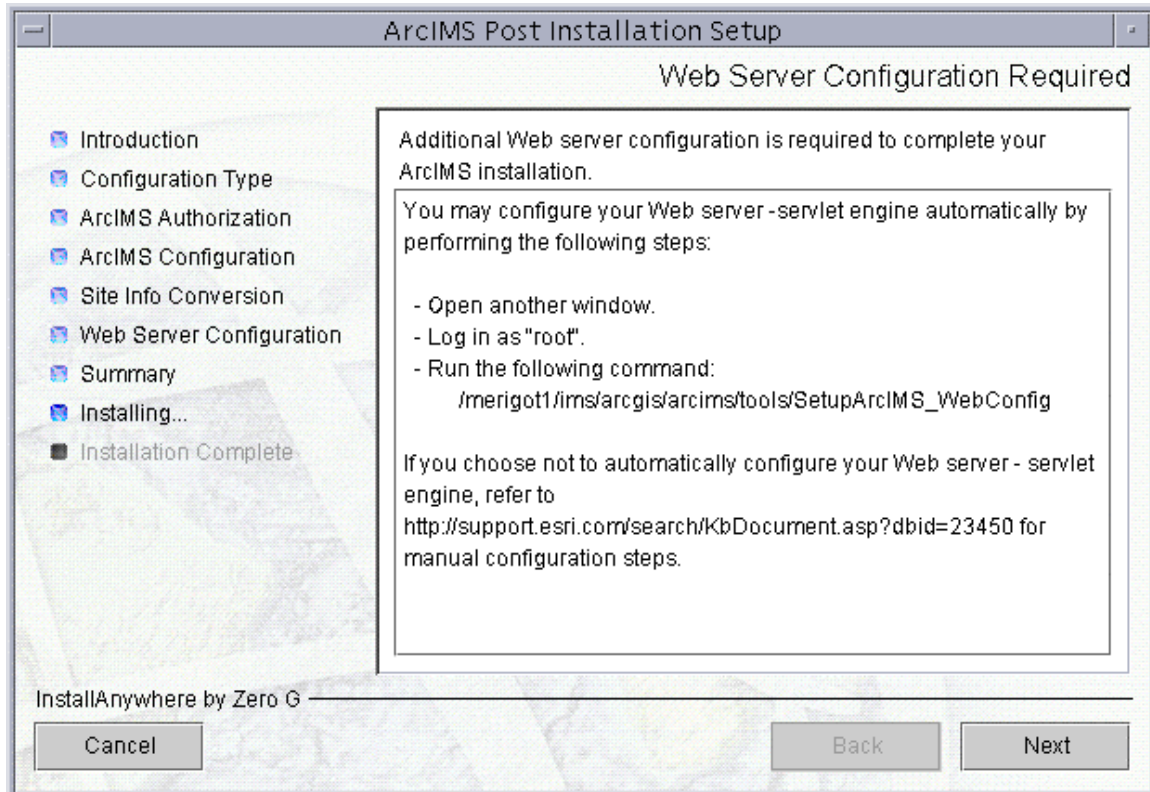 ArcIMS Post Installation Setup
Web Server Configuration Required
Introduction
Configuration Type
ArcIMS Authorization
ArcIMS Configuration
Site Info Conversion
Web Server Configuration
Summary
Installing...
Installation Complete
Additional Web server configuration is required to complete your
ArcIMS installation.
You may configure your Web server -servlet engine automatically by
performing the following steps:
- Open another window.
- Log in as "root".
- Run the following command:
/merigot1/ims/arcgis/arcims/tools/SetupArcIMS_WebConfig
If you choose not to automatically configure your Web server - servlet
engine, refer to
http://support.esri.com/search/KbDocument.asp?dbid=23450 for
manual configuration steps.
InstallAnywhere by Zero G
Cancel
Back
Next